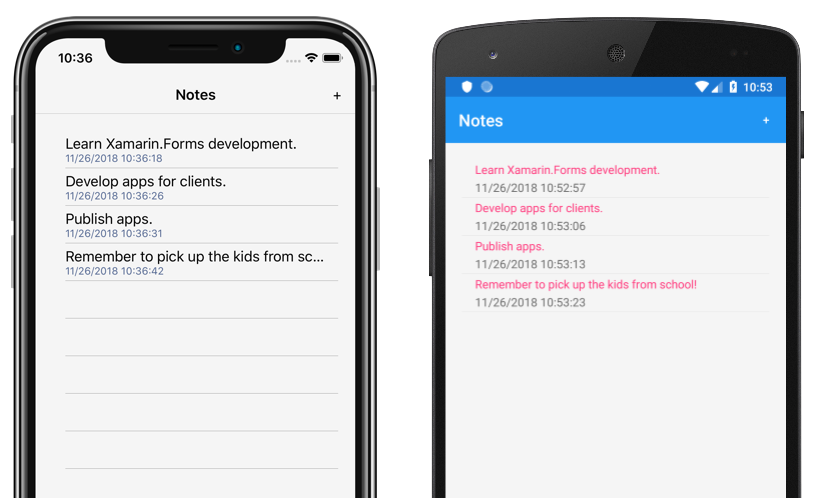 10:36
Notes +
Learn Xamarin.Forms development.
11/26/2018 10:36:18
Develop apps for clients.
11/26/2018 10:36:26
Publish apps.
11/26/2018 10:36:31
Remember to pick up the kids from sc...
11/26/2018 10:36:42
10:53
Notes +
Learn Xamarin.Forms development.
11/26/2018 10:52:57
Develop apps for clients.
11/26/2018 10:53:06
Publish apps.
11/26/2018 10:53:13
Remember to pick up the kids from school!
11/26/2018 10:53:23